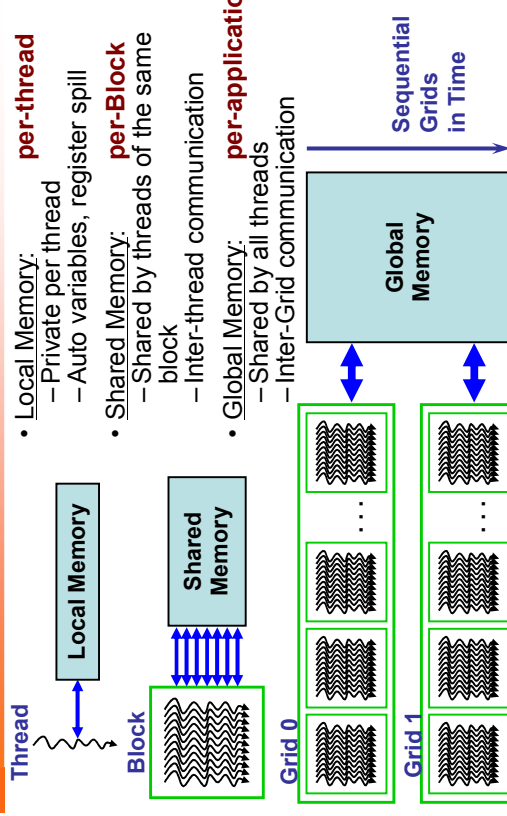 Thread
Local Memory
• Local Memory: per-thread
– Private per thread
– Auto variables, register spill
Block
Shared
Memory
• Shared Memory: per-Block
– Shared by threads of the same
block
– Inter-thread communication
• Global Memory: per-application
– Shared by all threads
– Inter-Grid communication
Grid 0
. . .
Global
Memory
Sequential
Grids
in Time
Grid 1
. . .